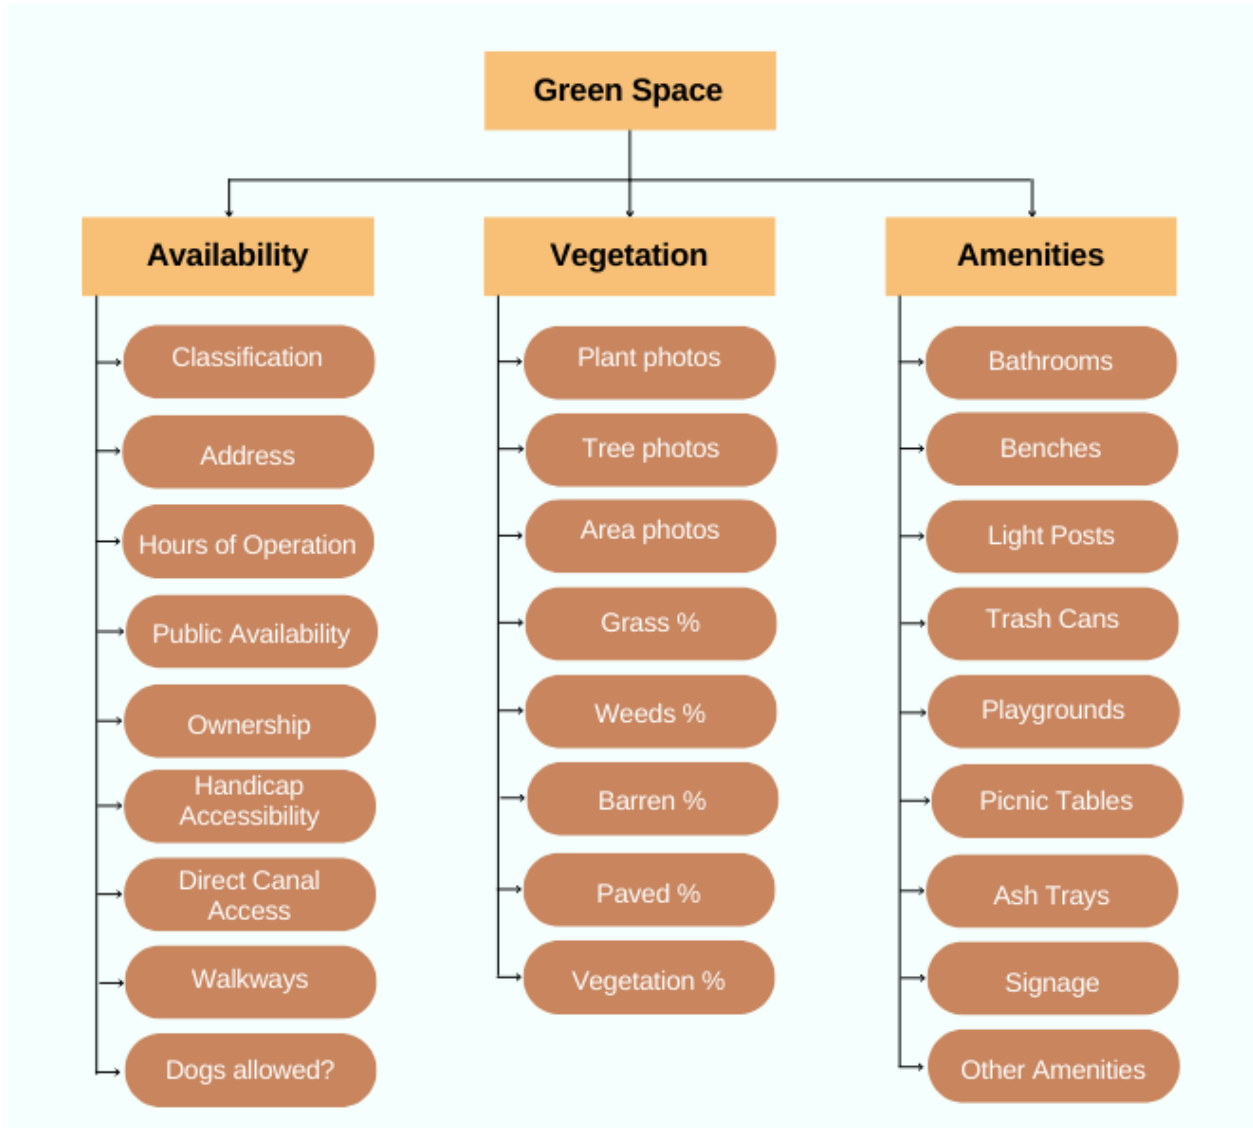 Green Space
Availability
Classification
Address
Hours of Operation
Public Availability
Ownership
Handicap
Accessibility
Direct Canal
Access
Walkways
Dogs allowed?
Vegetation
Plant photos
Tree photos
Area photos
Grass %
Weeds %
Barren %
Paved %
Vegetation %
Amenities
Bathrooms
Benches
Light Posts
Trash Cans
Playgrounds
Picnic Tables
Ash Trays
Signage
Other Amenities